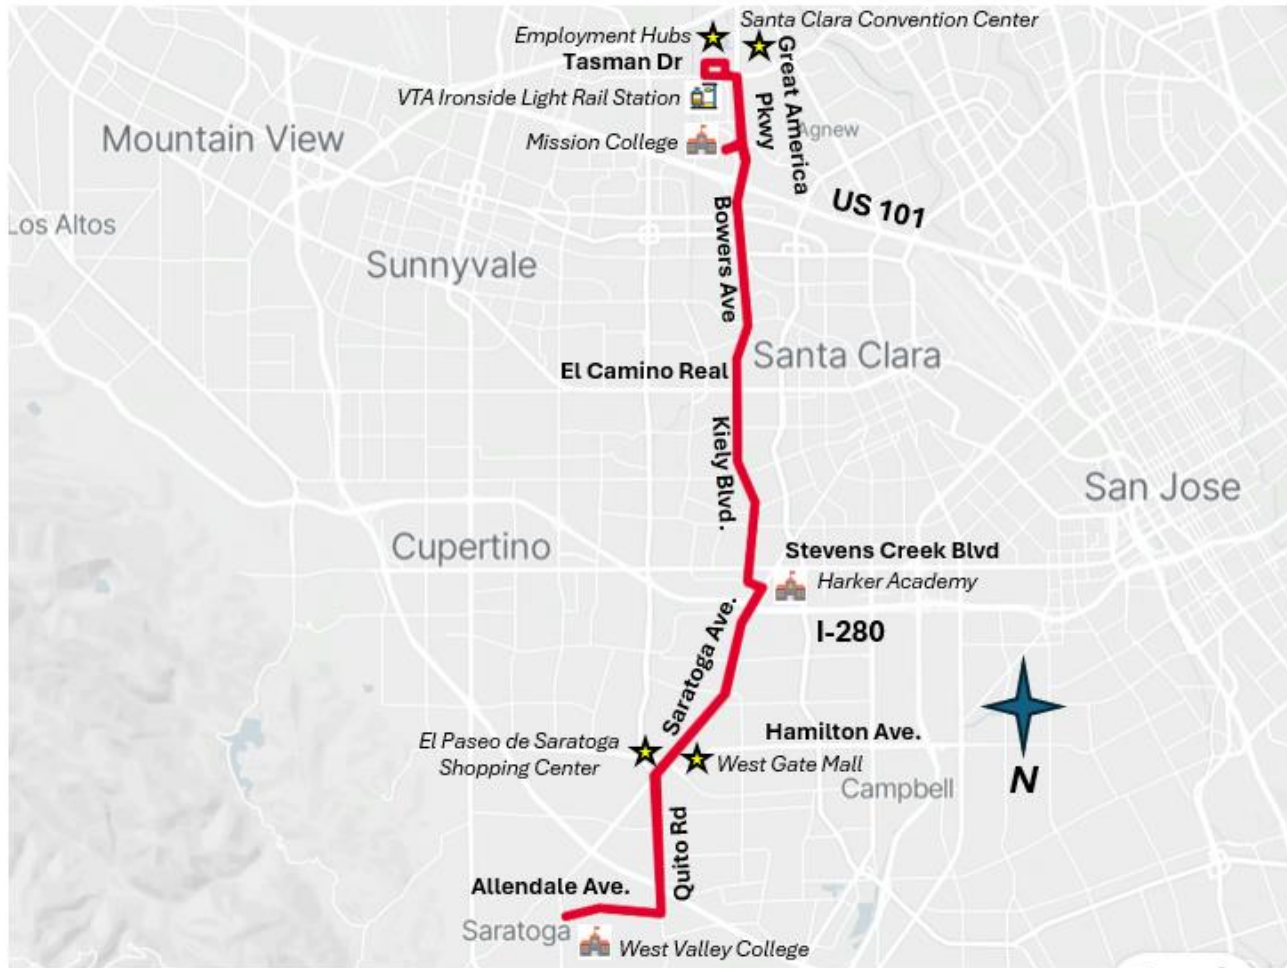 Santa Clara Convention Center
Employment Hubs
Tasman Dr
Great America
Pkwy
VTA Ironside Light Rail Station
Mission College
Agnew
Mountain View
US 101
Los Altos
Bowers Ave
Sunnyvale
Santa Clara
El Camino Real
Kiely Blvd.
San Jose
Cupertino
Stevens Creek Blvd
Harker Academy
I-280
Saratoga Ave.
Hamilton Ave.
El Paseo de Saratoga
Shopping Center
West Gate Mall
Campbell
N
Quito Rd
Allendale Ave.
Saratoga
West Valley College